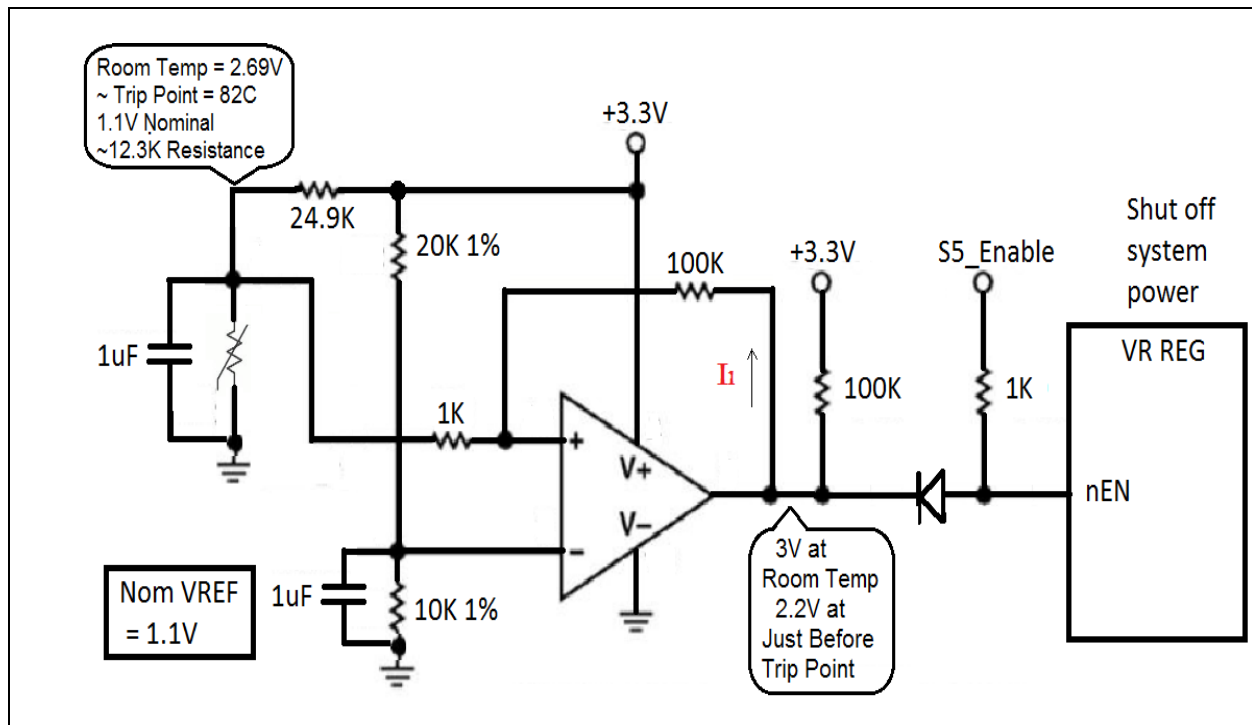 Room Temp = 2.69V
~ Trip Point = 82C
1.1V Nominal
~12.3K Resistance
+3.3V
24.9K
20K 1%
100K
+3.3V
S5_Enable
Shut off
system
power
1uF
I1
VR REG
1K
100K
1K
+
V+
nEN
V-
-
Nom VREF
= 1.1V
1uF
10K 1%
3V at
Room Temp
2.2V at
Just Before
Trip Point